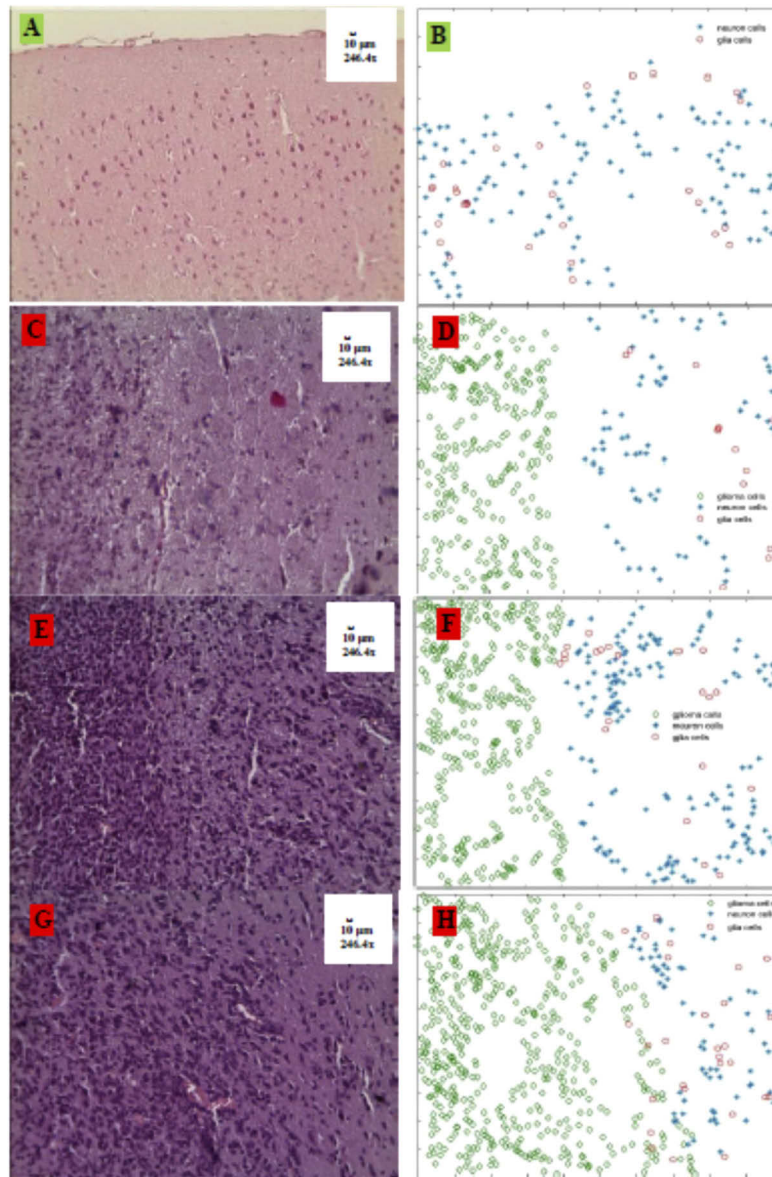 A
10 µm
246.4x
B
neuron cells
glia cells
C
10 µm
246.4x
D
glioma cells
neuron cells
glia cells
E
10 µm
246.4x
F
glioma cells
neuron cells
glia cells
G
10 µm
246.4x
H
glioma cells
neuron cells
glia cells